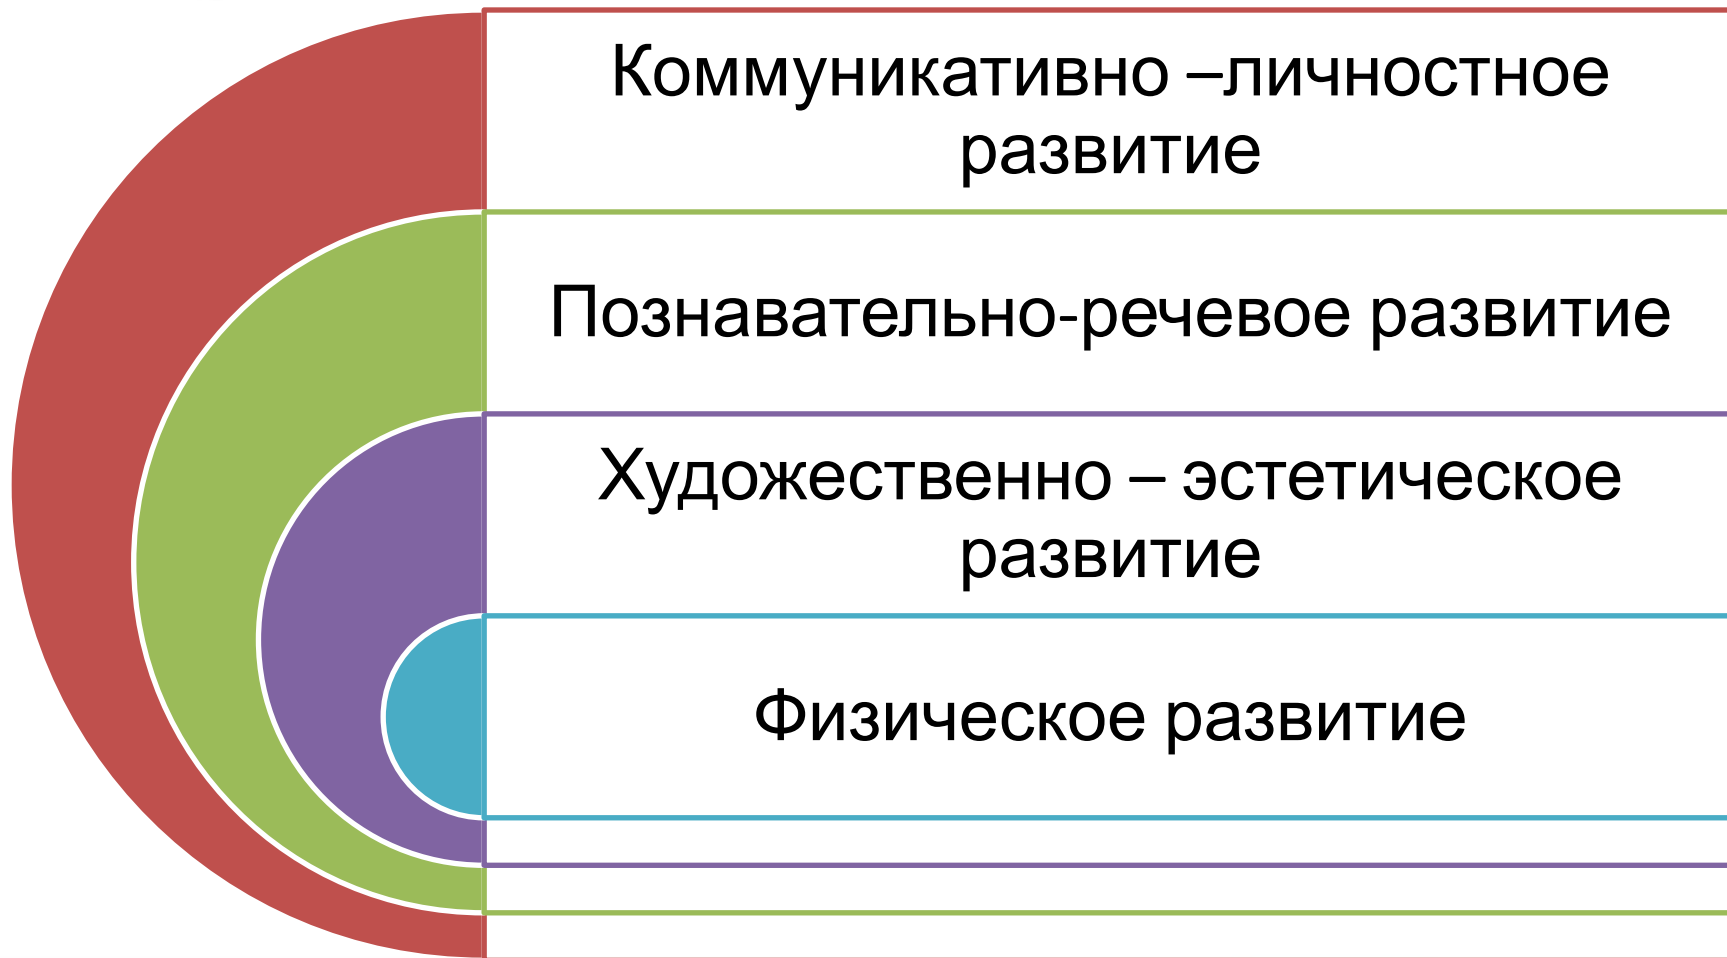 Коммуникативно –личностное
развитие
Познавательно-речевое развитие
Художественно – эстетическое
развитие
Физическое развитие